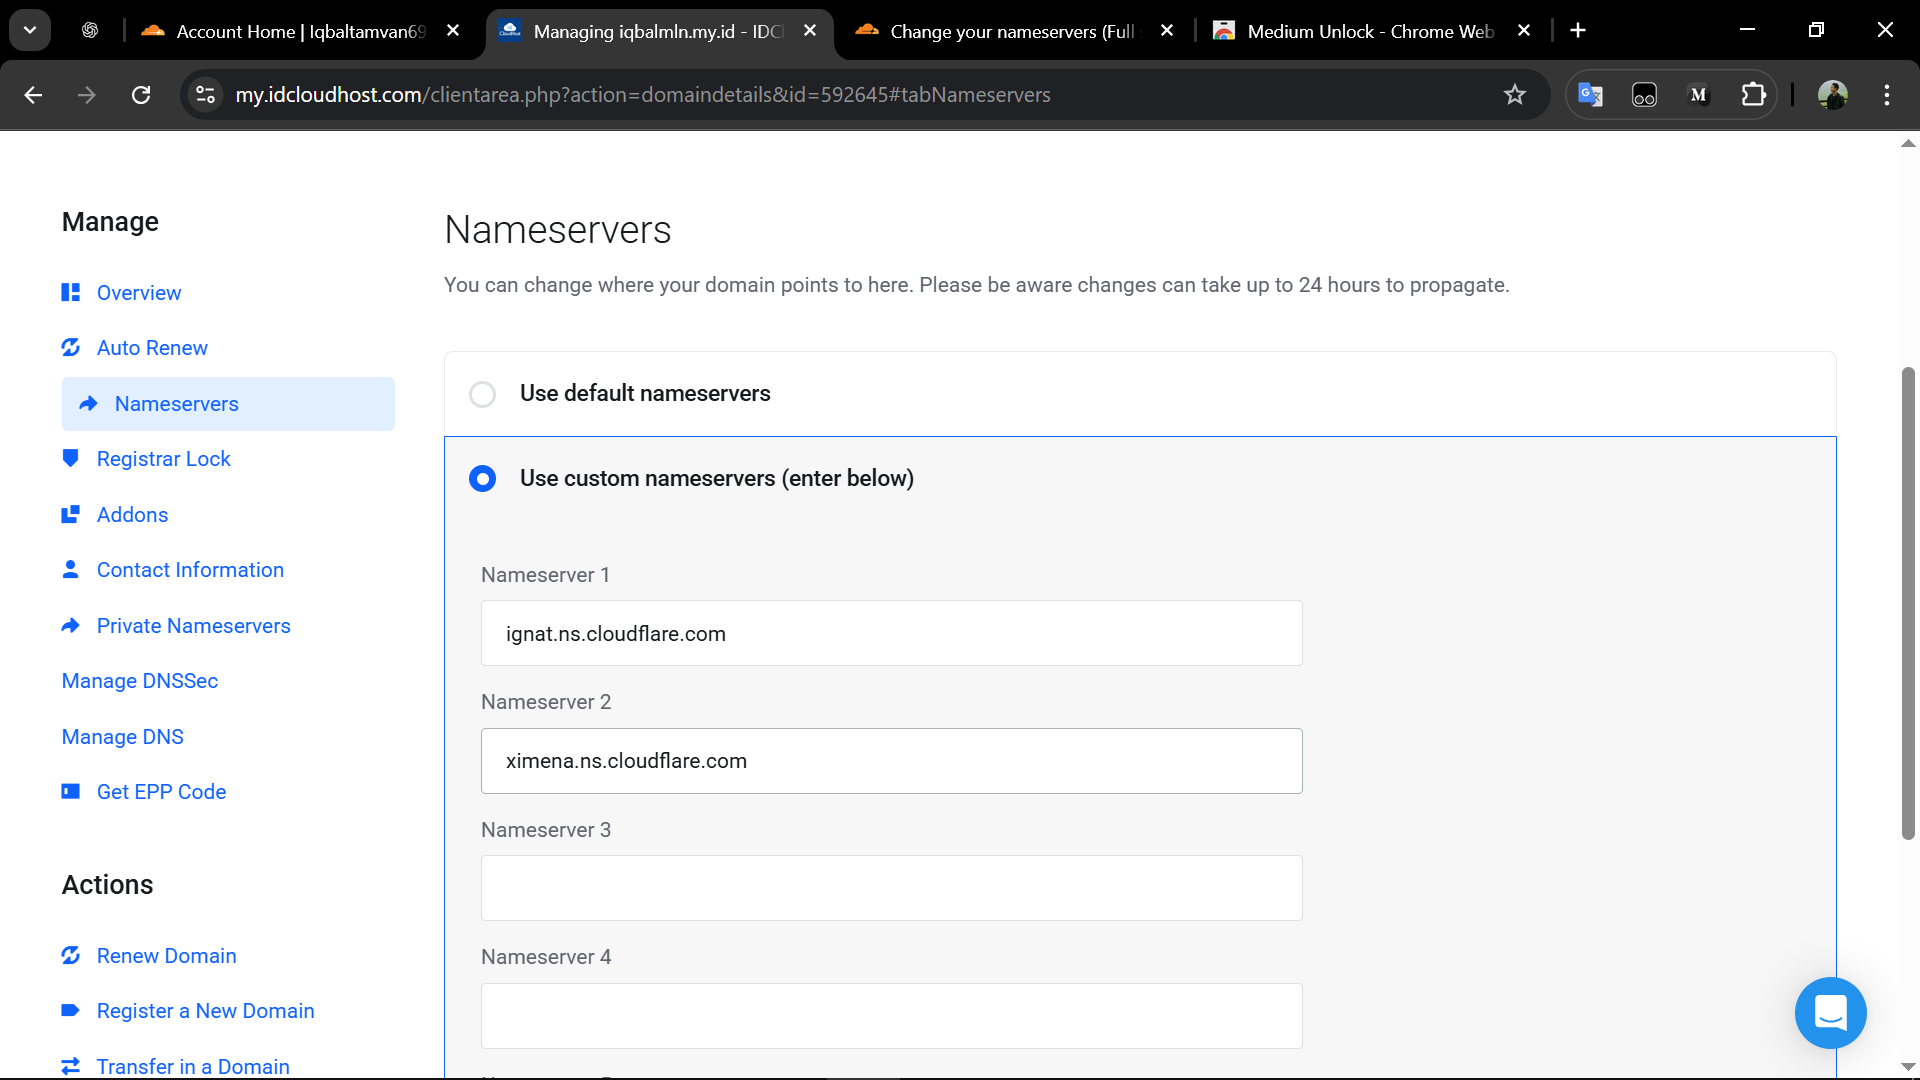 Account Home | Iqbaltamvan69
Managing iqbalmln.my.id - IDCl
Change your nameservers (Full
Medium Unlock - Chrome Web
my.idcloudhost.com/clientarea.php?action=domaindetails&id=592645#tabNameservers
Manage
Overview
Auto Renew
Nameservers
Registrar Lock
Addons
Contact Information
Private Nameservers
Manage DNSSec
Manage DNS
Get EPP Code
Actions
Renew Domain
Register a New Domain
Transfer in a Domain
Nameservers
You can change where your domain points to here. Please be aware changes can take up to 24 hours to propagate.
Use default nameservers
Use custom nameservers (enter below)
Nameserver 1
ignat.ns.cloudflare.com
Nameserver 2
ximena.ns.cloudflare.com
Nameserver 3
Nameserver 4